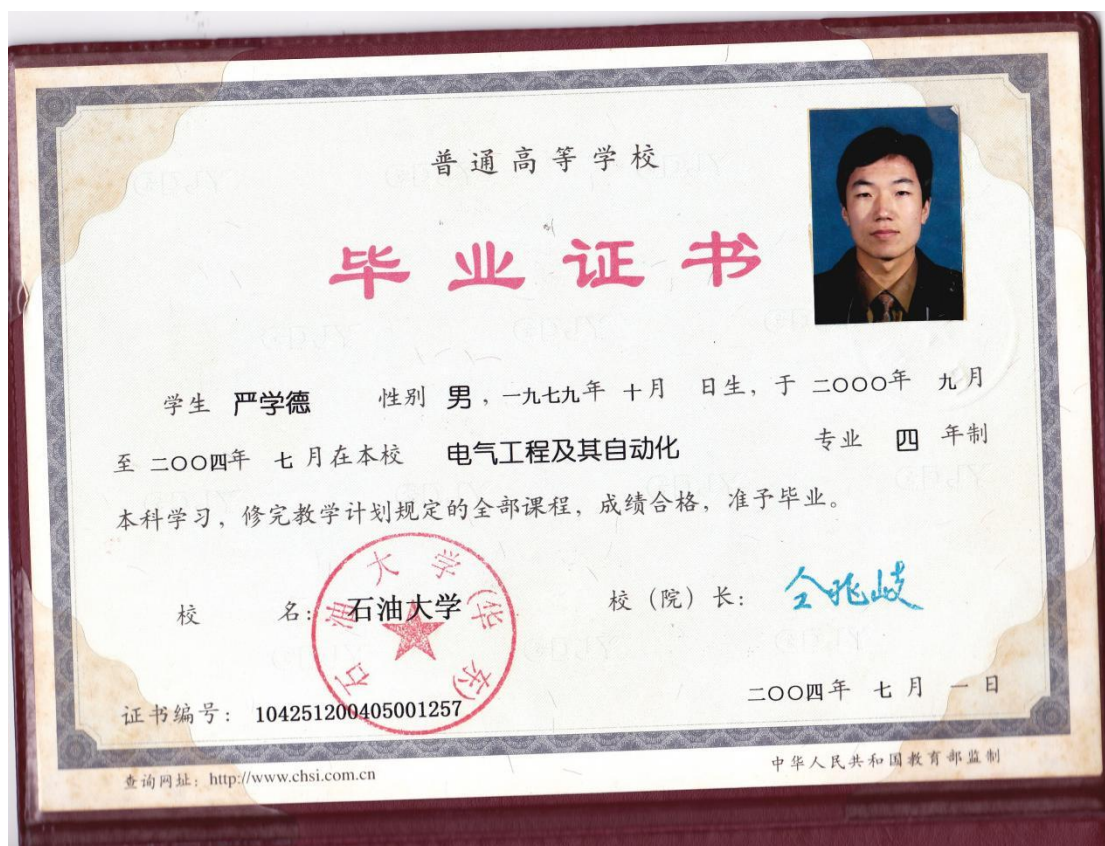 普通高等学校
毕业证书
学生 严学德 性别 男，一九七九年 十月 日生，于 二〇〇〇年 九月
至 二〇〇四年 七月在本校 电气工程及其自动化 专业 四 年制
本科学习，修完教学计划规定的全部课程，成绩合格，准予毕业。
校 名：石油大学 校（院）长：仝兆岐
石油大学(华东)
二〇〇四年 七月 一日
证书编号：104251200405001257
查询网址：http://www.chsi.com.cn 中华人民共和国教育部监制